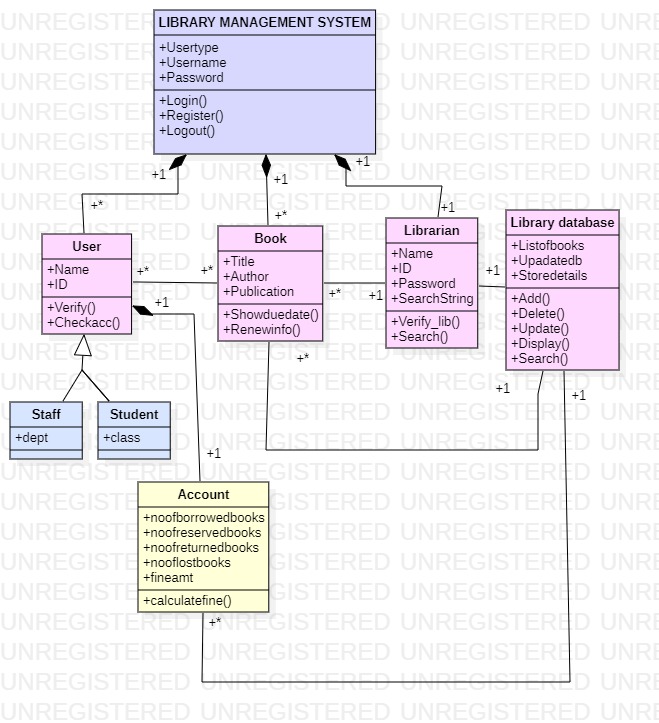 LIBRARY MANAGEMENT SYSTEM
+Usertype
+Username
+Password
+Login()
+Register()
+Logout()
+1
+1
+1
+*
+*
+1
User
+Name
+ID
+Verify()
+Checkacc()
+*
+*
Book
+Title
+Author
+Publication
+Showduedate()
+Renewinfo()
+*
+1
Librarian
+Name
+ID
+Password
+SearchString
+Verify_lib()
+Search()
+1
Library database
+Listofbooks
+Upadatedb
+Storedetails
+Add()
+Delete()
+Update()
+Display()
+Search()
+1
+*
+1
+1
Staff
+dept
Student
+class
+1
Account
+noofborrowedbooks
+noofreservedbooks
+noofreturnedbooks
+nooflostbooks
+fineamt
+calculatefine()
+*
UNREGISTERED